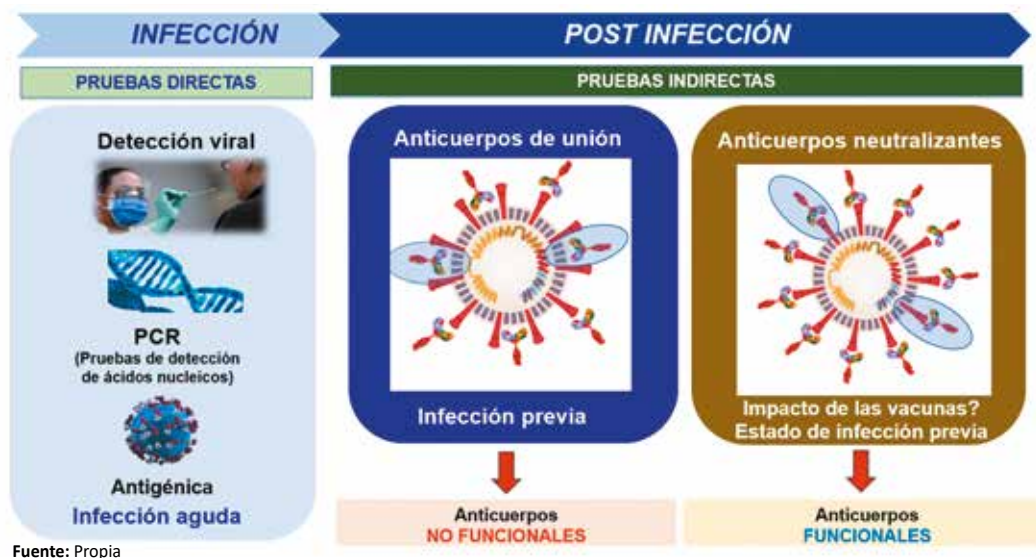 INFECCIÓN
POST INFECCIÓN
PRUEBAS DIRECTAS
PRUEBAS INDIRECTAS
Detección viral
PCR
(Pruebas de detección
de ácidos nucleicos)
Antigénica
Infección aguda
Anticuerpos de unión
Infección previa
Anticuerpos
NO FUNCIONALES
Anticuerpos neutralizantes
Impacto de las vacunas?
Estado de infección previa
Anticuerpos
FUNCIONALES
Fuente: Propia